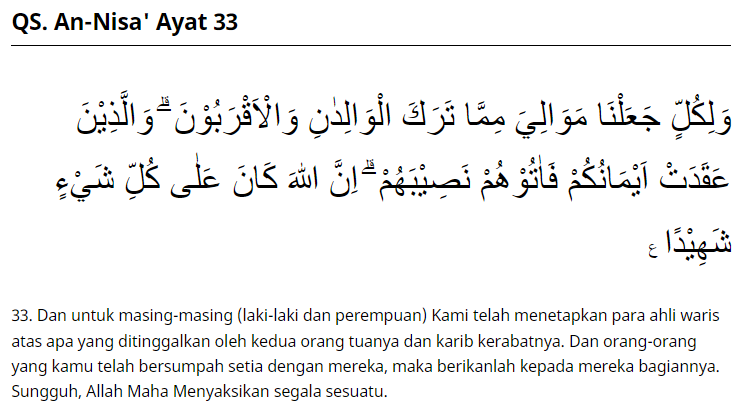 QS. An-Nisa' Ayat 33
وَلِكُلٍّ جَعَلْنَا مَوَالِيَ مِمَّا تَرَكَ الْوَالِدٰنِ وَالْاَقْرَبُوْنَ ۗ وَالَّذِيْنَ
عَقَدَتْ اَيْمَانُكُمْ فَاٰتُوْهُمْ نَصِيْبَهُمْ ۗ اِنَّ اللّٰهَ كَانَ عَلٰى كُلِّ شَيْءٍ
شَهِيْدًا ع
33. Dan untuk masing-masing (laki-laki dan perempuan) Kami telah menetapkan para ahli waris
atas apa yang ditinggalkan oleh kedua orang tuanya dan karib kerabatnya. Dan orang-orang
yang kamu telah bersumpah setia dengan mereka, maka berikanlah kepada mereka bagiannya.
Sungguh, Allah Maha Menyaksikan segala sesuatu.